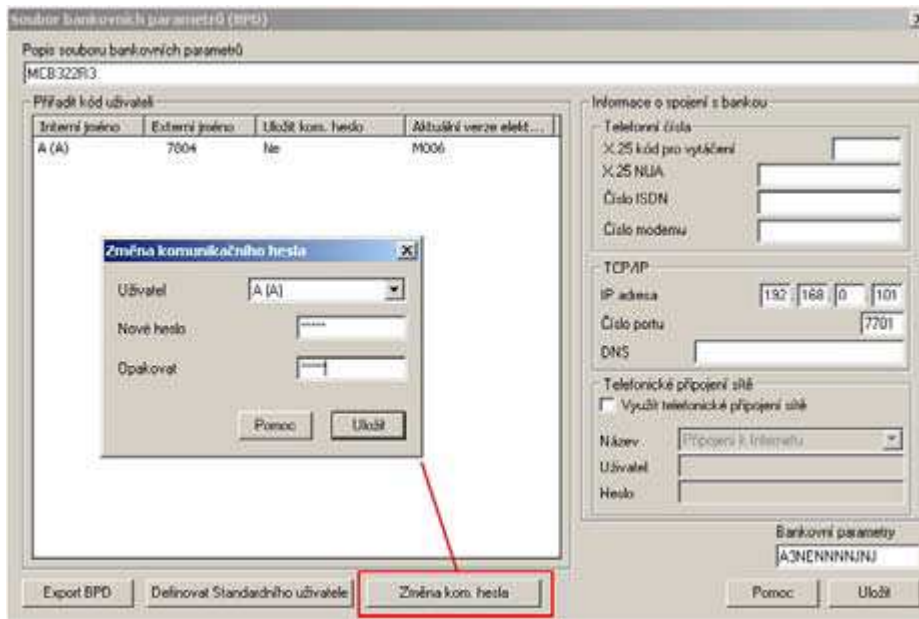 Soubor bankovních parametrů (BPD)
Popis souboru bankovních parametrů
MCB322R3
Přiřadit kód uživateli
Interní jméno Externí jméno Uložit kom. heslo Aktuální verze elekt...
A (A) 7804 Ne M006
Změna komunikačního hesla
Uživatel A (A)
Nové heslo *****
Opakovat *****
Pomoc Uložit
Export BPD Definovat Standardního uživatele Změna kom. hesla
Informace o spojení s bankou
Telefonní čísla
X.25 kód pro vytáčení
X.25 NUA
Číslo ISDN
Číslo modemu
TCP/IP
IP adresa 192 . 168 . 0 . 101
Číslo portu 7701
DNS
Telefonické připojení sítě
Využít telefonické připojení sítě
Název Připojení k Internetu
Uživatel
Heslo
Bankovní parametry
A3NENNNNJNJ
Pomoc Uložit